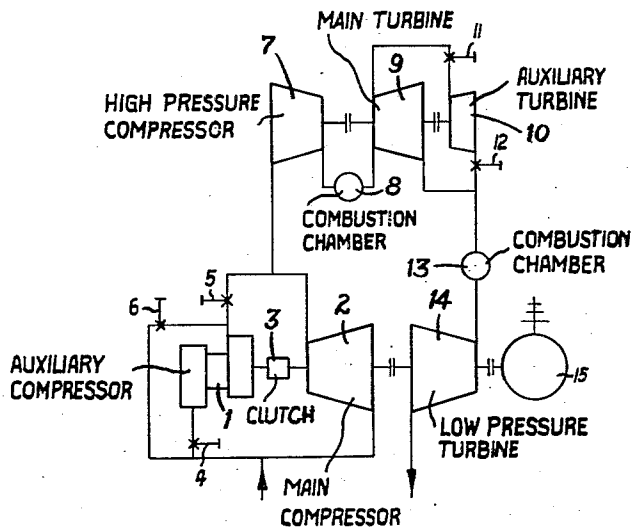 MAIN TURBINE
11
7
9
HIGH PRESSURE
COMPRESSOR
AUXILIARY
TURBINE
10
12
8
COMBUSTION
CHAMBER
13
COMBUSTION
CHAMBER
5
6
3
2
14
AUXILIARY
COMPRESSOR
1
CLUTCH
15
4
LOW PRESSURE
TURBINE
MAIN
COMPRESSOR